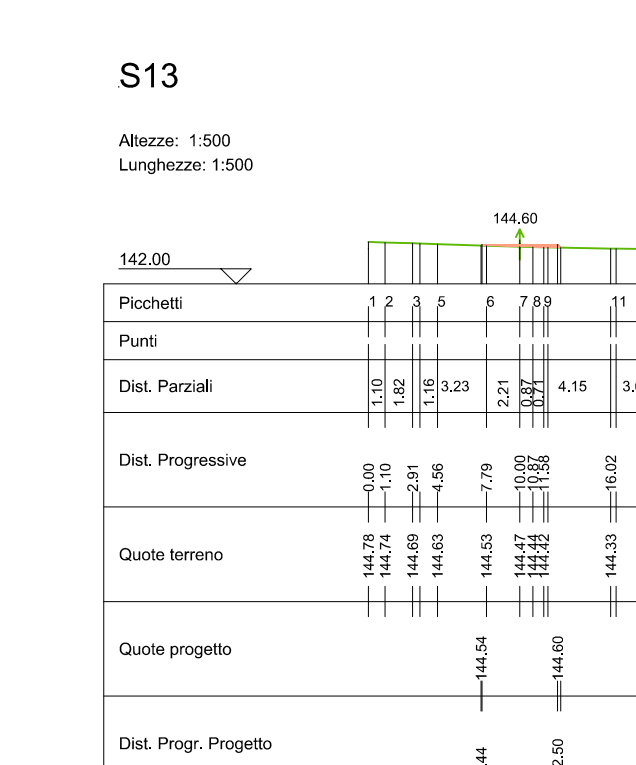 S13
Altezze: 1:500
Lunghezze: 1:500
144.60
142.00
Picchetti 1 2 3 5 6 7 8 9 11
Punti
Dist. Parziali 1.10 1.82 1.16 3.23 2.21 0.87 0.71 4.15
Dist. Progressive 0.00 1.10 2.91 4.56 7.79 10.00 10.87 11.58 16.02
Quote terreno 144.78 144.74 144.69 144.63 144.53 144.47 144.44 144.42 144.33
Quote progetto 144.54 144.60
Dist. Progr. Progetto